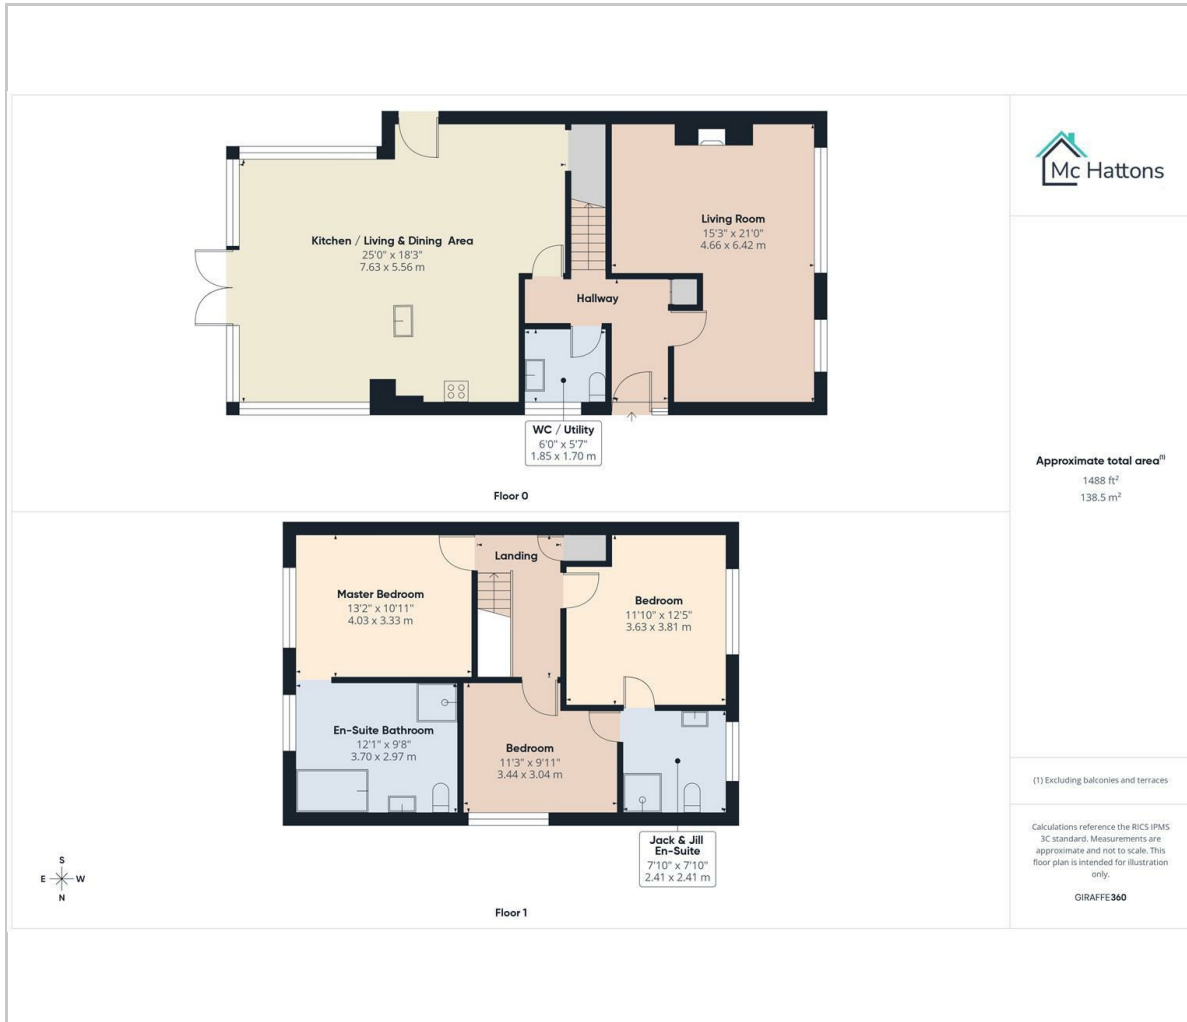 Kitchen / Living & Dining Area
25'0" x 18'3"
7.63 x 5.56 m
Living Room
15'3" x 21'0"
4.66 x 6.42 m
Hallway
WC / Utility
6'0" x 5'7"
1.85 x 1.70 m
Floor 0
Landing
Master Bedroom
13'2" x 10'11"
4.03 x 3.33 m
Bedroom
11'10" x 12'5"
3.63 x 3.81 m
En-Suite Bathroom
12'1" x 9'8"
3.70 x 2.97 m
Bedroom
11'3" x 9'11"
3.44 x 3.04 m
Jack & Jill
En-Suite
7'10" x 7'10"
2.41 x 2.41 m
S
E W
N
Floor 1
Mc Hattons
Approximate total area(1)
1488 ft²
138.5 m²
(1) Excluding balconies and terraces
Calculations reference the RICS IPMS
3C standard. Measurements are
approximate and not to scale. This
floor plan is intended for illustration
only.
GIRAFFE360